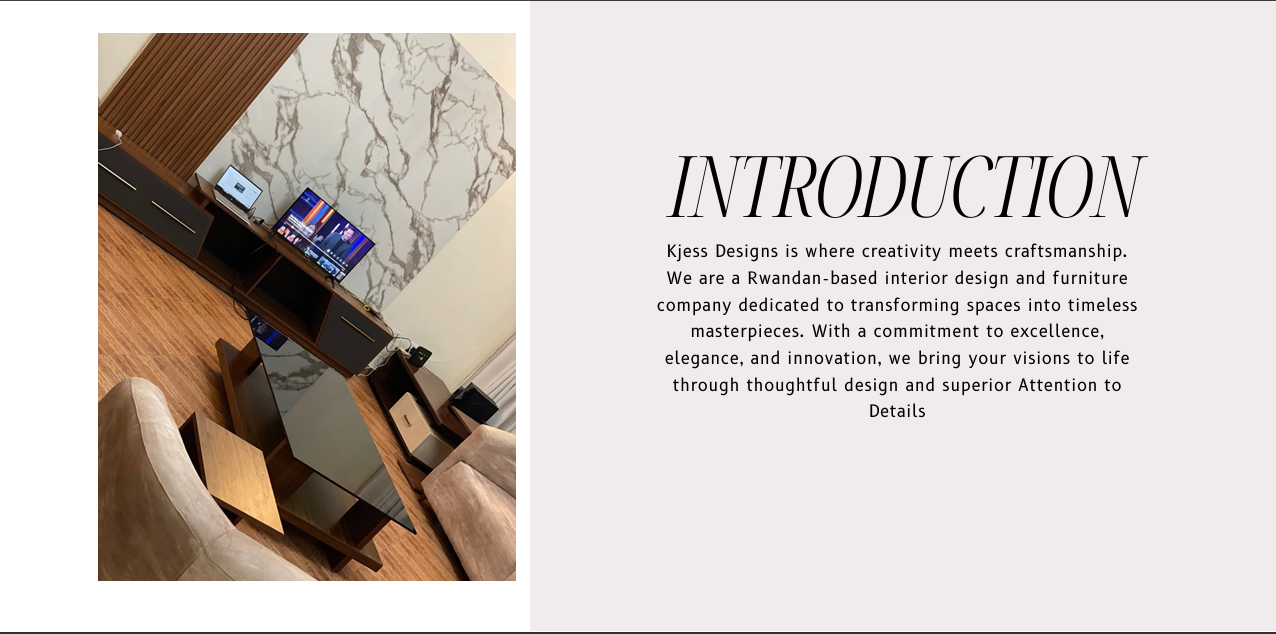 INTRODUCTION
Kjess Designs is where creativity meets craftsmanship.
We are a Rwandan-based interior design and furniture
company dedicated to transforming spaces into timeless
masterpieces. With a commitment to excellence,
elegance, and innovation, we bring your visions to life
through thoughtful design and superior Attention to
Details